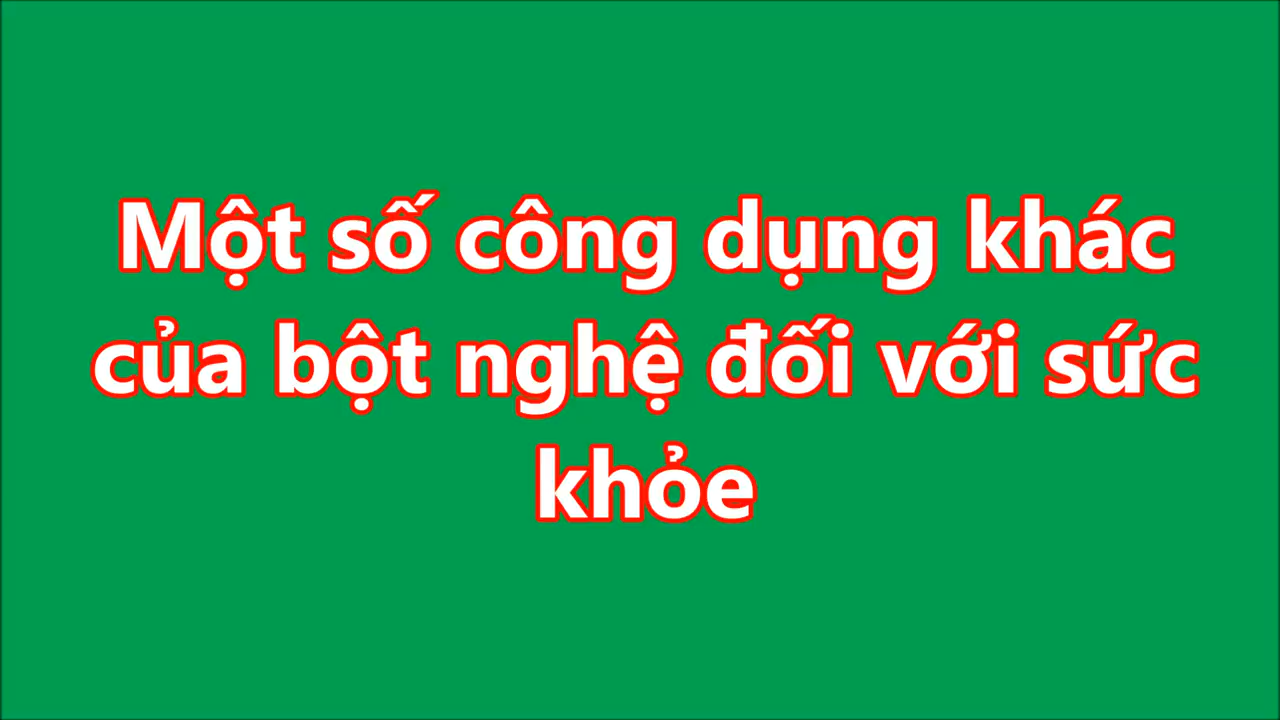 Một số công dụng khác
của bột nghệ đối với sức
khỏe